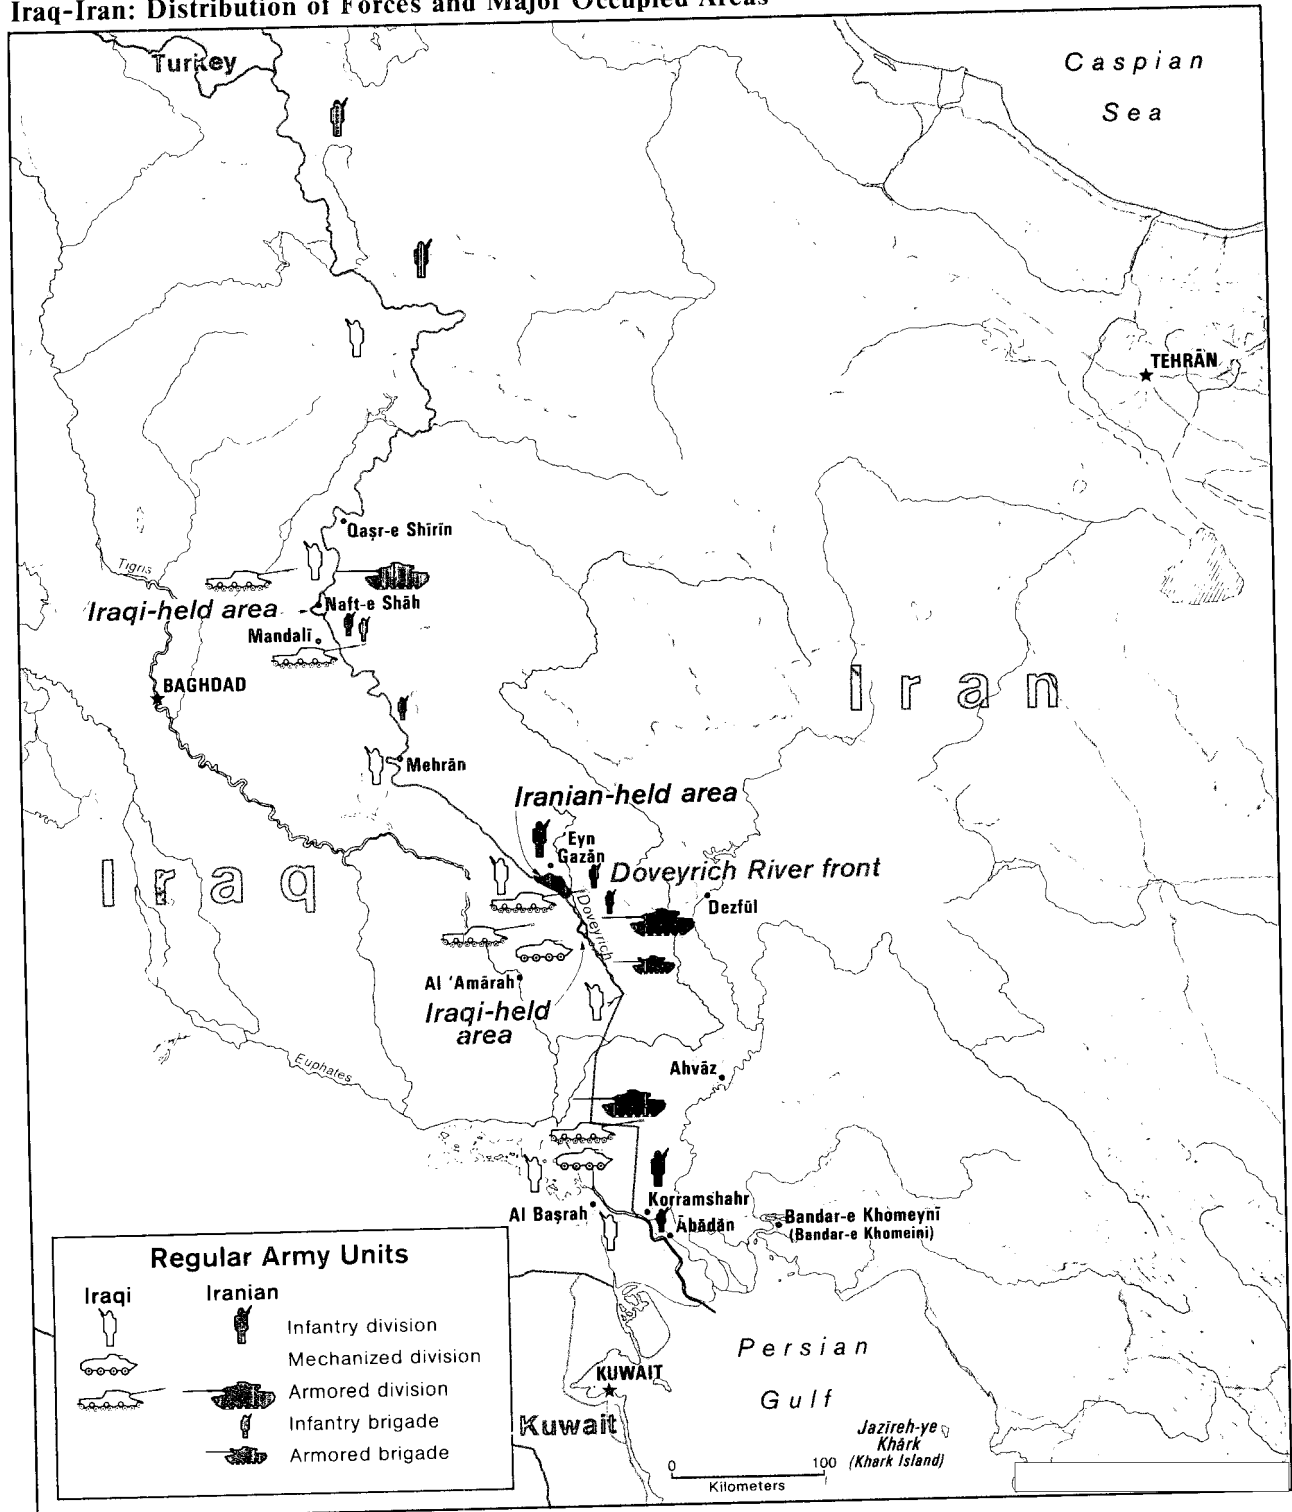 Iraq-Iran: Distribution of Forces and Major Occupied Areas
Turkey
Caspian
Sea
TEHRĀN
Qaşr-e Shīrīn
Tigris
Iraqi-held area
Naft-e Shāh
Mandalī
BAGHDAD
Iran
Mehrān
Iranian-held area
Eyn
Gazān
Doveyrich River front
Iraq
Doveyrich
Dezfūl
Al 'Amārah
Iraqi-held
area
Euphates
Ahvāz
Korramshahr
Al Başrah
Ābādān
Bandar-e Khomeynī
(Bandar-e Khomeini)
Regular Army Units
Iraqi
Iranian
Infantry division
Mechanized division
Armored division
Infantry brigade
Armored brigade
Persian
Gulf
KUWAIT
Kuwait
Jazīreh-ye
Khārk
(Khark Island)
0
100
Kilometers